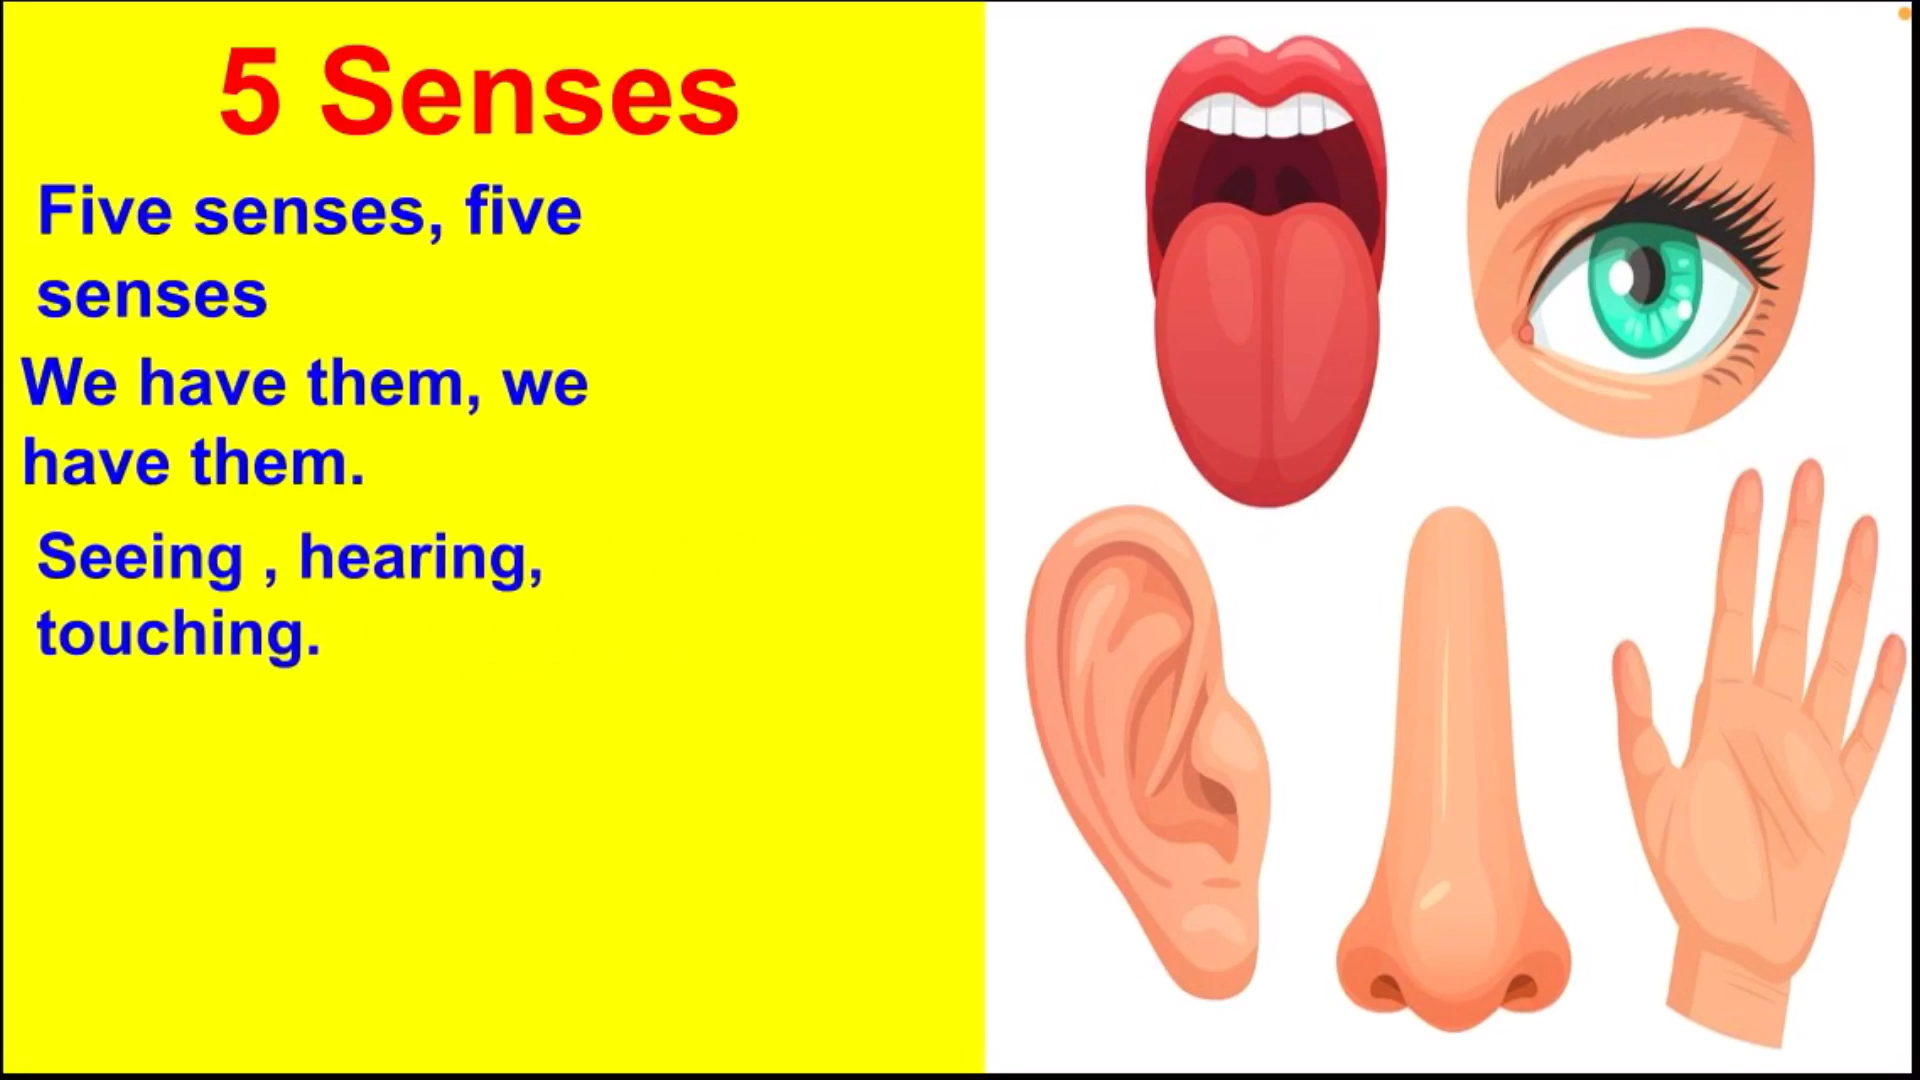 5 Senses
Five senses, five
senses
We have them, we
have them.
Seeing , hearing,
touching.